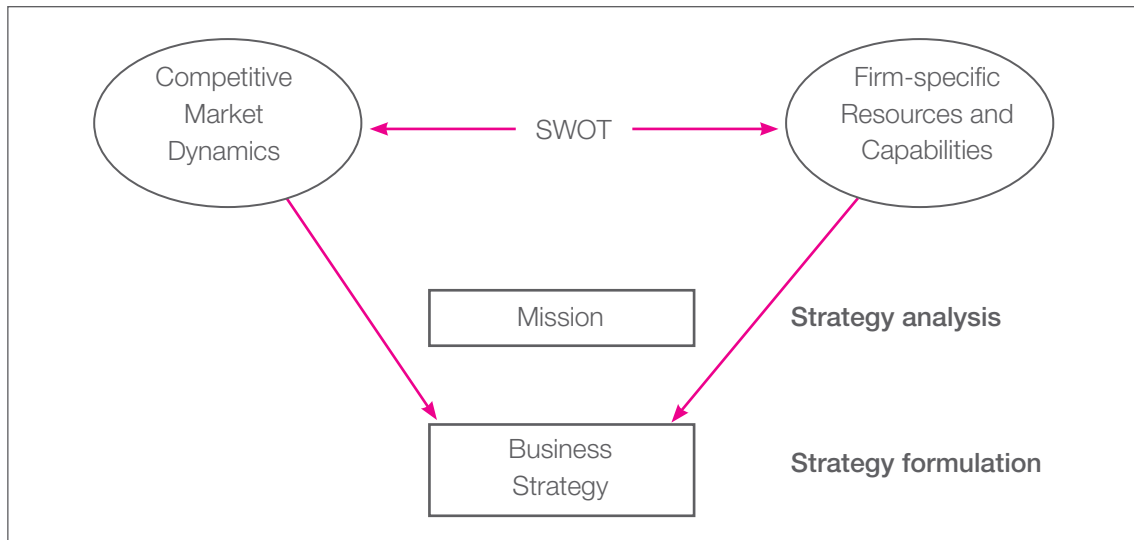 Competitive
Market
Dynamics
SWOT
Firm-specific
Resources and
Capabilities
Mission
Strategy analysis
Business
Strategy
Strategy formulation